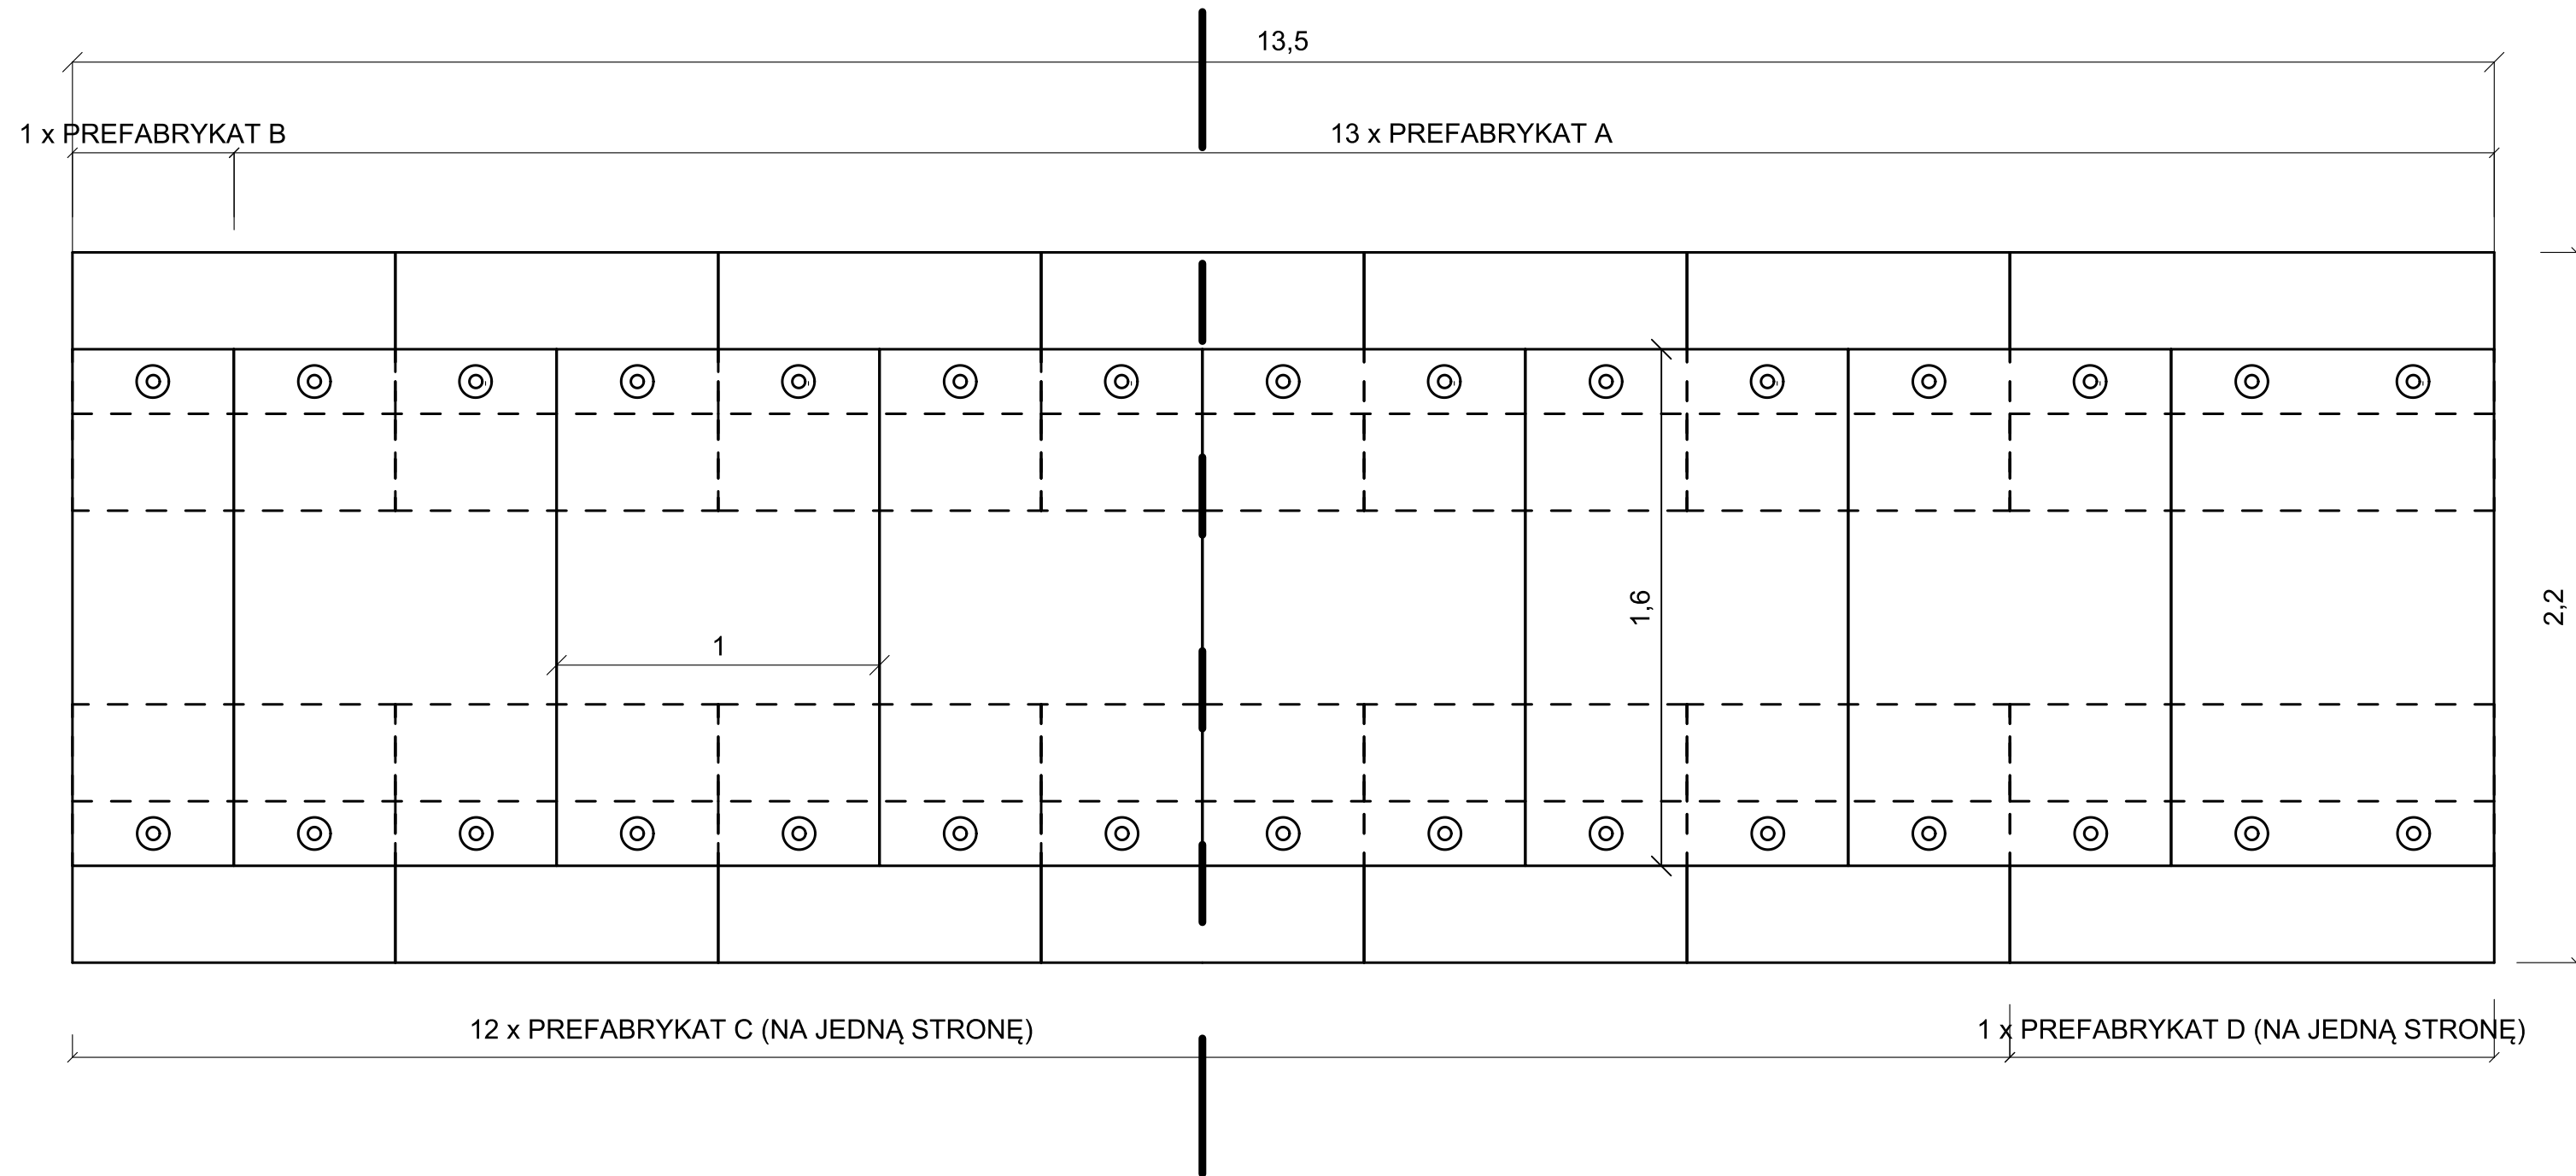 13,5
1 x PREFABRYKAT B
13 x PREFABRYKAT A
1,6
2,2
1
12 x PREFABRYKAT C (NA JEDNĄ STRONĘ)
1 x PREFABRYKAT D (NA JEDNĄ STRONĘ)